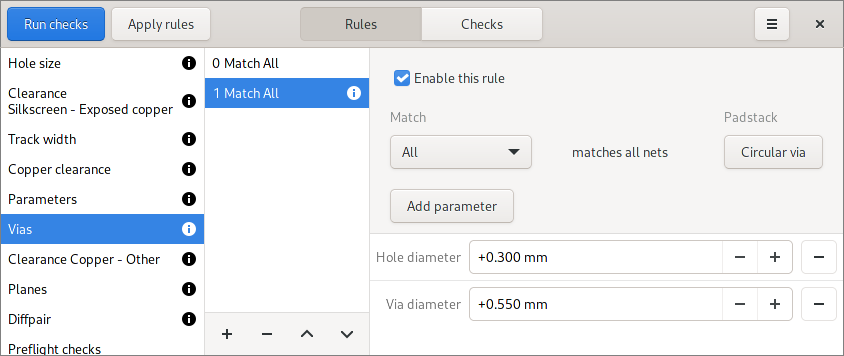 Run checks
Apply rules
Rules
Checks
Hole size
Clearance
Silkscreen - Exposed copper
Track width
Copper clearance
Parameters
Vias
Clearance Copper - Other
Planes
Diffpair
Preflight checks
0 Match All
1 Match All
Enable this rule
Match
Padstack
All
matches all nets
Circular via
Add parameter
Hole diameter
+0.300 mm
Via diameter
+0.550 mm